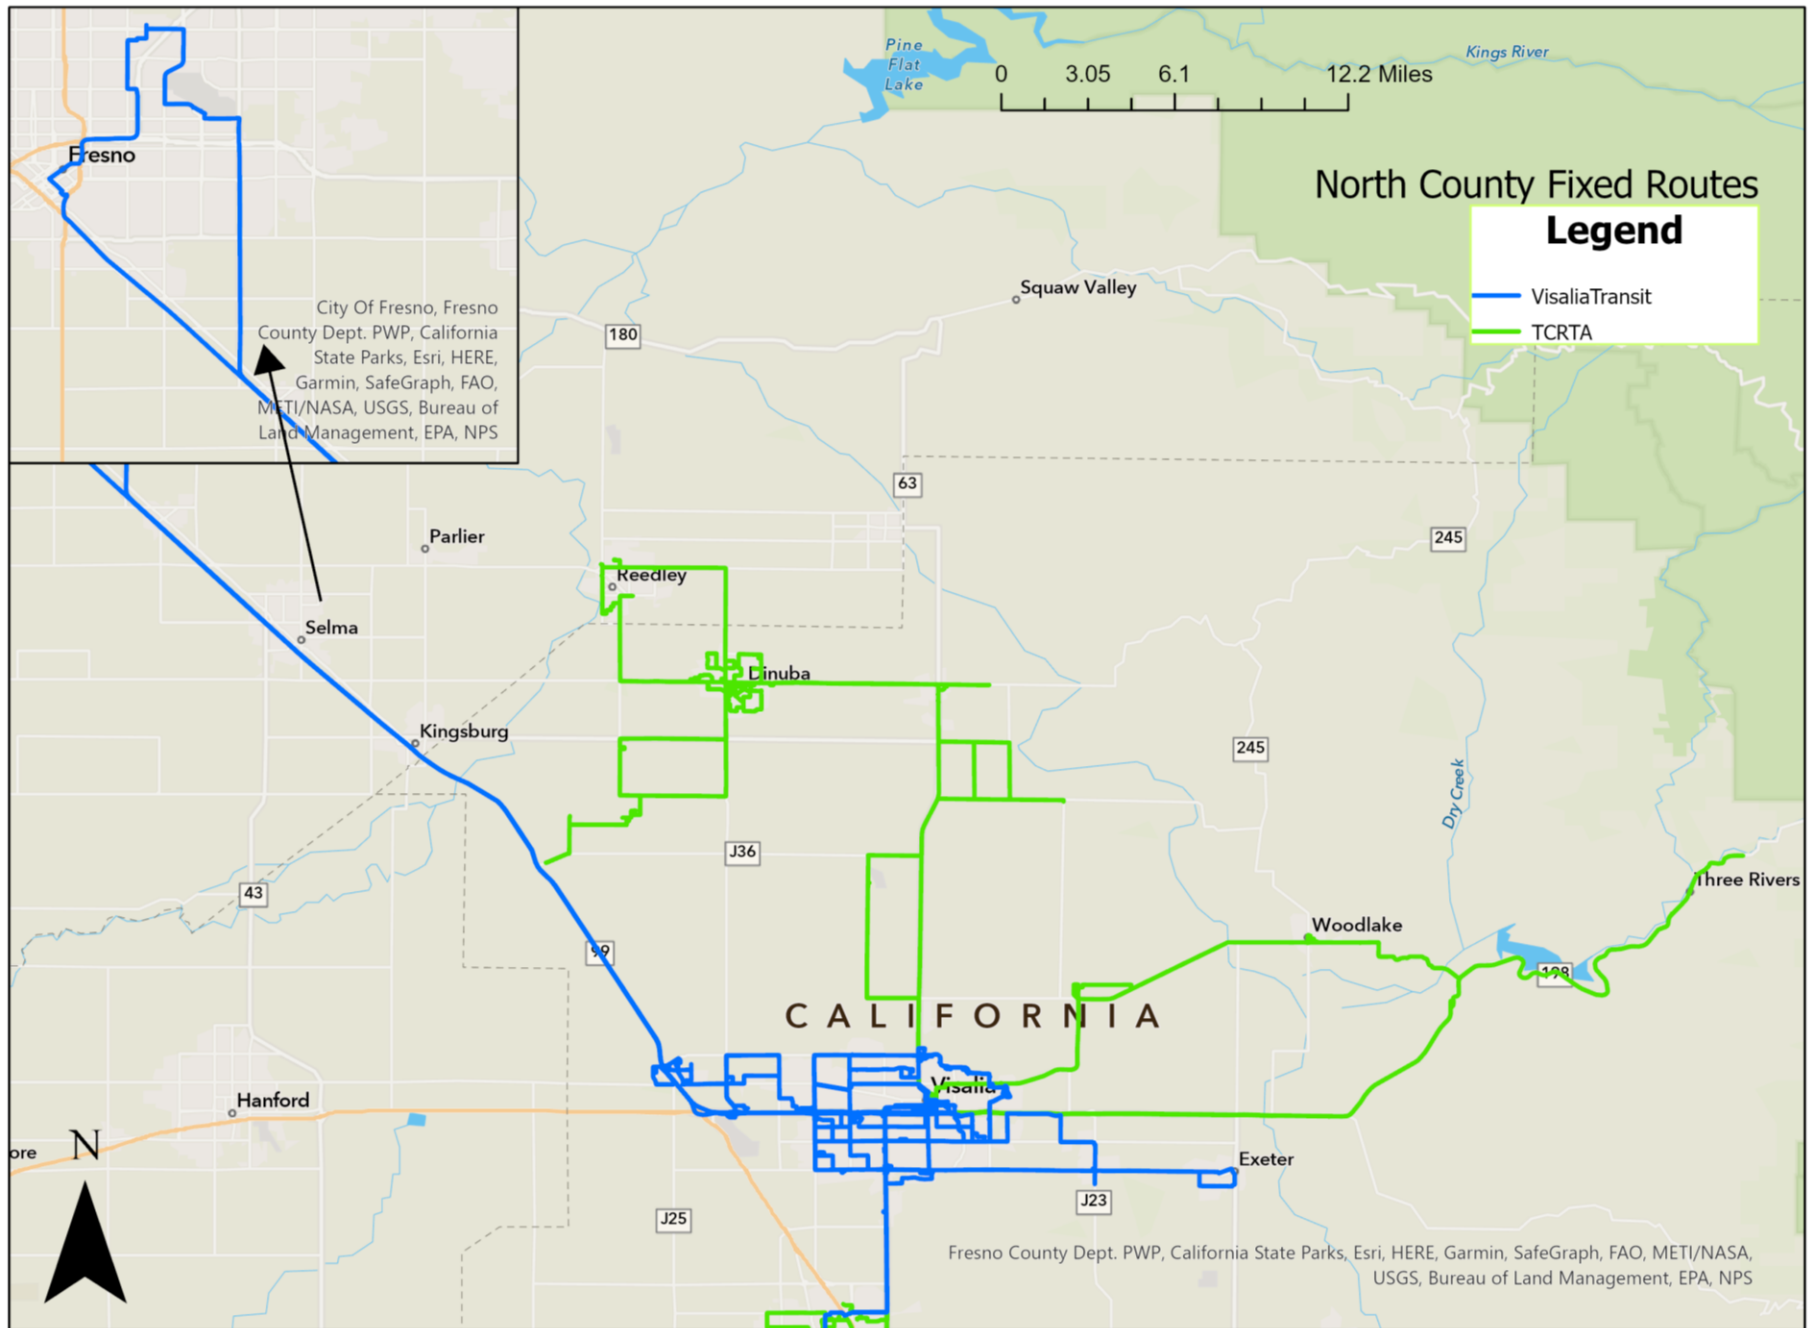 Pine
Flat
Lake
Kings River
0 3.05 6.1 12.2 Miles
North County Fixed Routes
Legend
VisaliaTransit
TCRTA
Fresno
City Of Fresno, Fresno
County Dept. PWP, California
State Parks, Esri, HERE,
Garmin, SafeGraph, FAO,
METI/NASA, USGS, Bureau of
Land Management, EPA, NPS
Squaw Valley
180
63
245
Parlier
Reedley
Selma
Dinuba
Kingsburg
245
Dry Creek
J36
43
Three Rivers
Woodlake
99
198
CALIFORNIA
Visalia
Hanford
ore
N
Exeter
J23
J25
Fresno County Dept. PWP, California State Parks, Esri, HERE, Garmin, SafeGraph, FAO, METI/NASA,
USGS, Bureau of Land Management, EPA, NPS